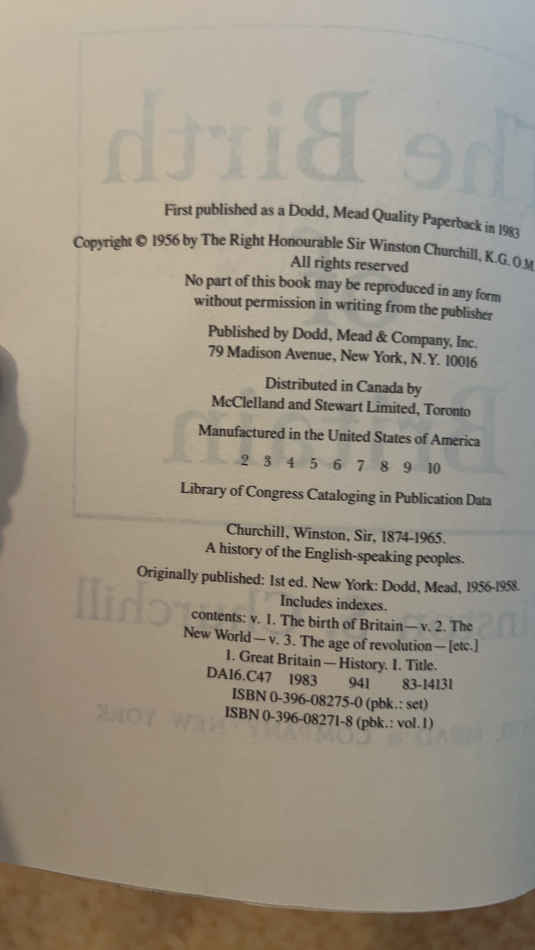 First published as a Dodd, Mead Quality Paperback in 1983
Copyright © 1956 by The Right Honourable Sir Winston Churchill, K.G. O.M
All rights reserved
No part of this book may be reproduced in any form
without permission in writing from the publisher
Published by Dodd, Mead & Company, Inc.
79 Madison Avenue, New York, N.Y. 10016
Distributed in Canada by
McClelland and Stewart Limited, Toronto
Manufactured in the United States of America
2 3 4 5 6 7 8 9 10
Library of Congress Cataloging in Publication Data
Churchill, Winston, Sir, 1874-1965.
A history of the English-speaking peoples.
Originally published: 1st ed. New York: Dodd, Mead, 1956-1958.
Includes indexes.
contents: v. 1. The birth of Britain—v. 2. The
New World—v. 3. The age of revolution—[etc.]
1. Great Britain—History. I. Title.
DA16.C47 1983 941 83-14131
ISBN 0-396-08275-0 (pbk.: set)
ISBN 0-396-08271-8 (pbk.: vol.1)